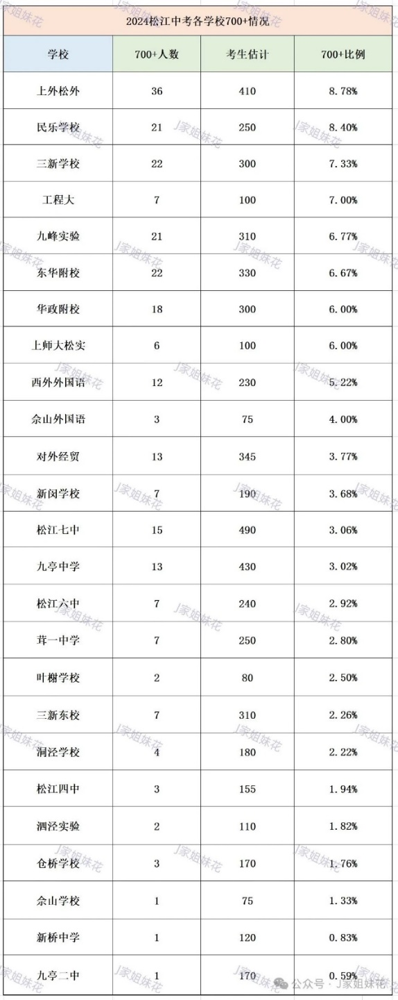 2024松江中考各学校700+情况
学校 700+人数 考生估计 700+比例
上外松外 36 410 8.78%
民乐学校 21 250 8.40%
三新学校 22 300 7.33%
工程大 7 100 7.00%
九峰实验 21 310 6.77%
东华附校 22 330 6.67%
华政附校 18 300 6.00%
上师大松实 6 100 6.00%
西外外国语 12 230 5.22%
佘山外国语 3 75 4.00%
对外经贸 13 345 3.77%
新闵学校 7 190 3.68%
松江七中 15 490 3.06%
九亭中学 13 430 3.02%
松江六中 7 240 2.92%
茸一中学 7 250 2.80%
叶榭学校 2 80 2.50%
三新东校 7 310 2.26%
洞泾学校 4 180 2.22%
松江四中 3 155 1.94%
泗泾实验 2 110 1.82%
仓桥学校 3 170 1.76%
佘山学校 1 75 1.33%
新桥中学 1 120 0.83%
九亭二中 1 170 0.59%
公众号 · J家姐妹花
J家姐妹花